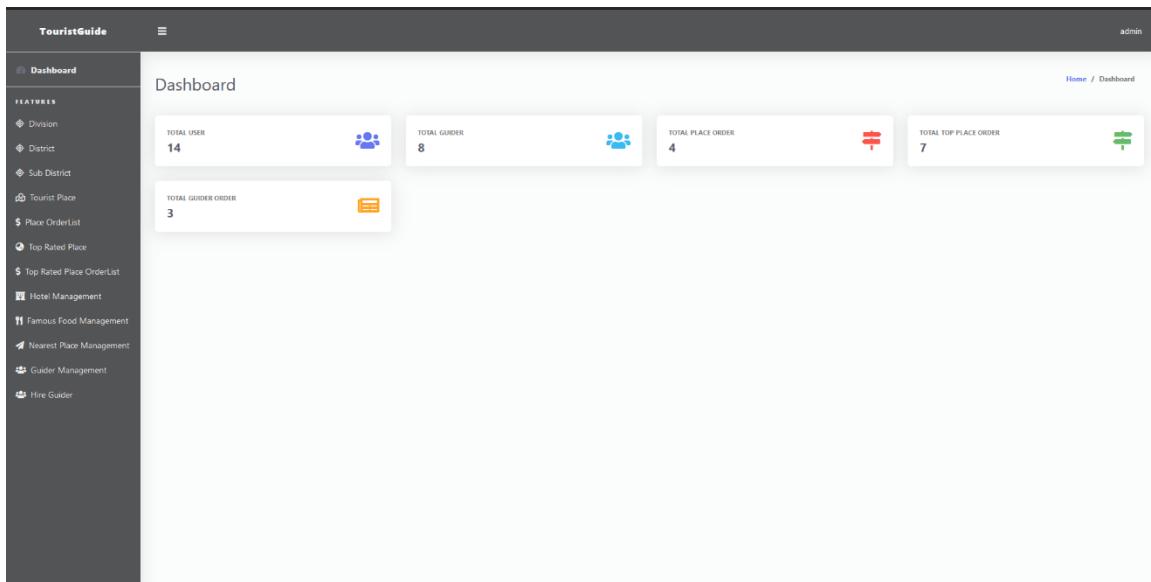 TouristGuide
admin
Dashboard
FEATURES
Division
District
Sub District
Tourist Place
Place OrderList
Top Rated Place
Top Rated Place OrderList
Hotel Management
Famous Food Management
Nearest Place Management
Guider Management
Hire Guider
Dashboard
Home / Dashboard
TOTAL USER
14
TOTAL GUIDER
8
TOTAL PLACE ORDER
4
TOTAL TOP PLACE ORDER
7
TOTAL GUIDER ORDER
3